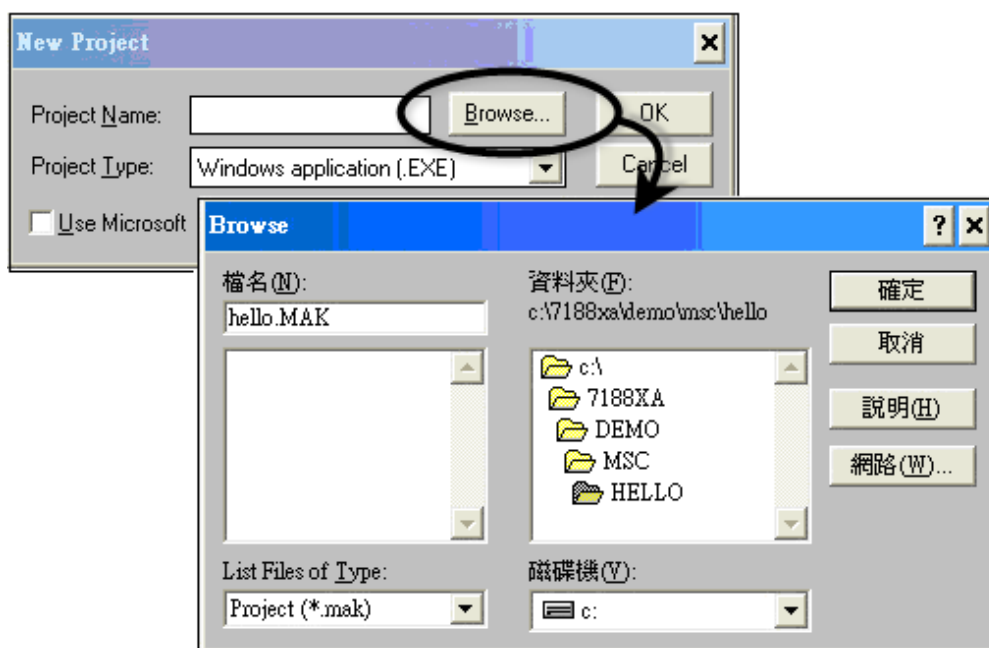 New Project
Project Name:
Browse...
OK
Project Type:
Windows application (.EXE)
Cancel
Use Microsoft
Browse
?
檔名(N):
hello.MAK
資料夾(F):
c:\7188xa\demo\msc\hello
確定
取消
c:\
7188XA
DEMO
MSC
HELLO
說明(H)
網路(W)...
List Files of Type:
Project (*.mak)
磁碟機(V):
c: